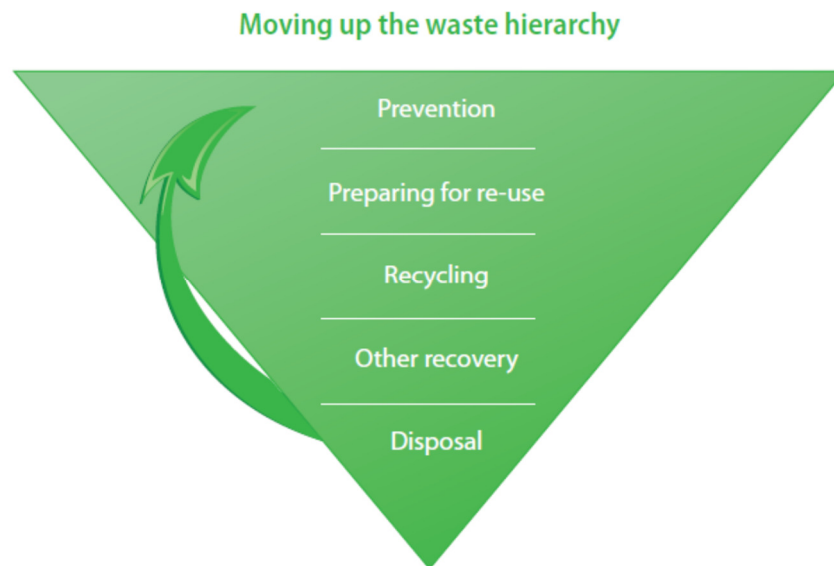 Moving up the waste hierarchy
Prevention
Preparing for re-use
Recycling
Other recovery
Disposal